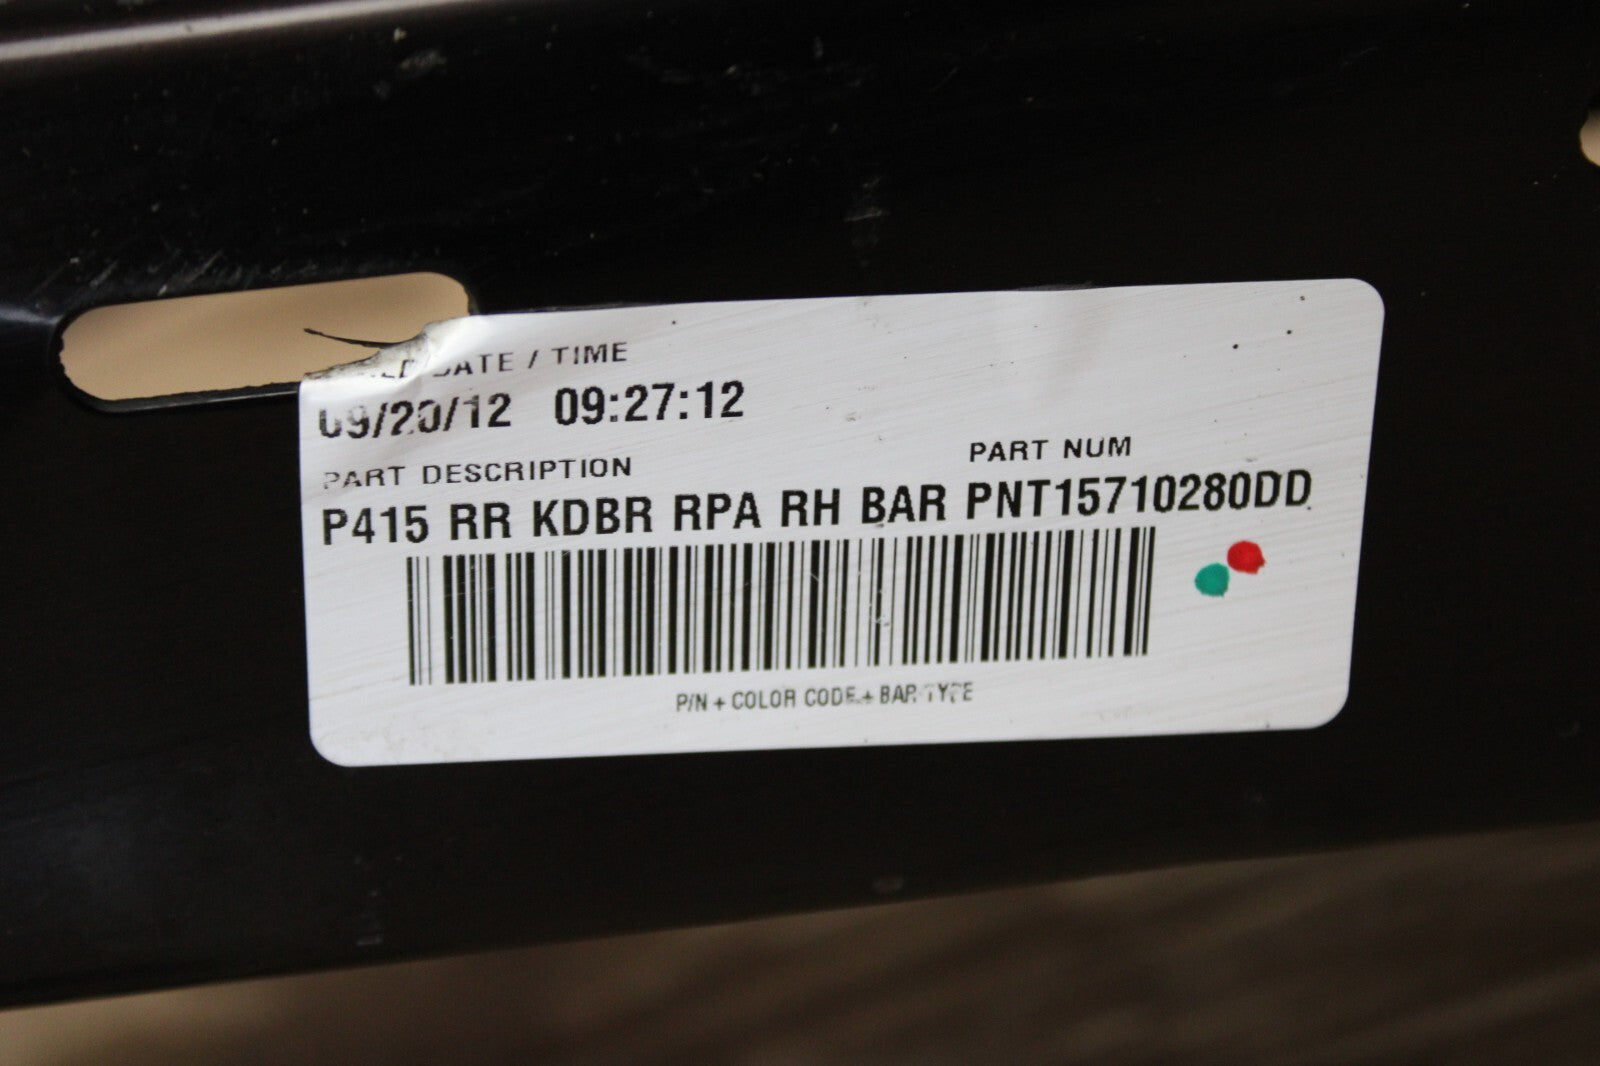 DATE / TIME
09/20/12 09:27:12
PART DESCRIPTION
PART NUM
P415 RR KDBR RPA RH BAR PNT15710280DD
P/N + COLOR CODE + BAR TYPE